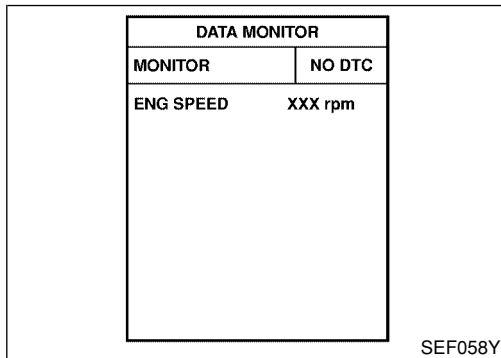 DATA MONITOR
MONITOR NO DTC
ENG SPEED XXX rpm
SEF058Y